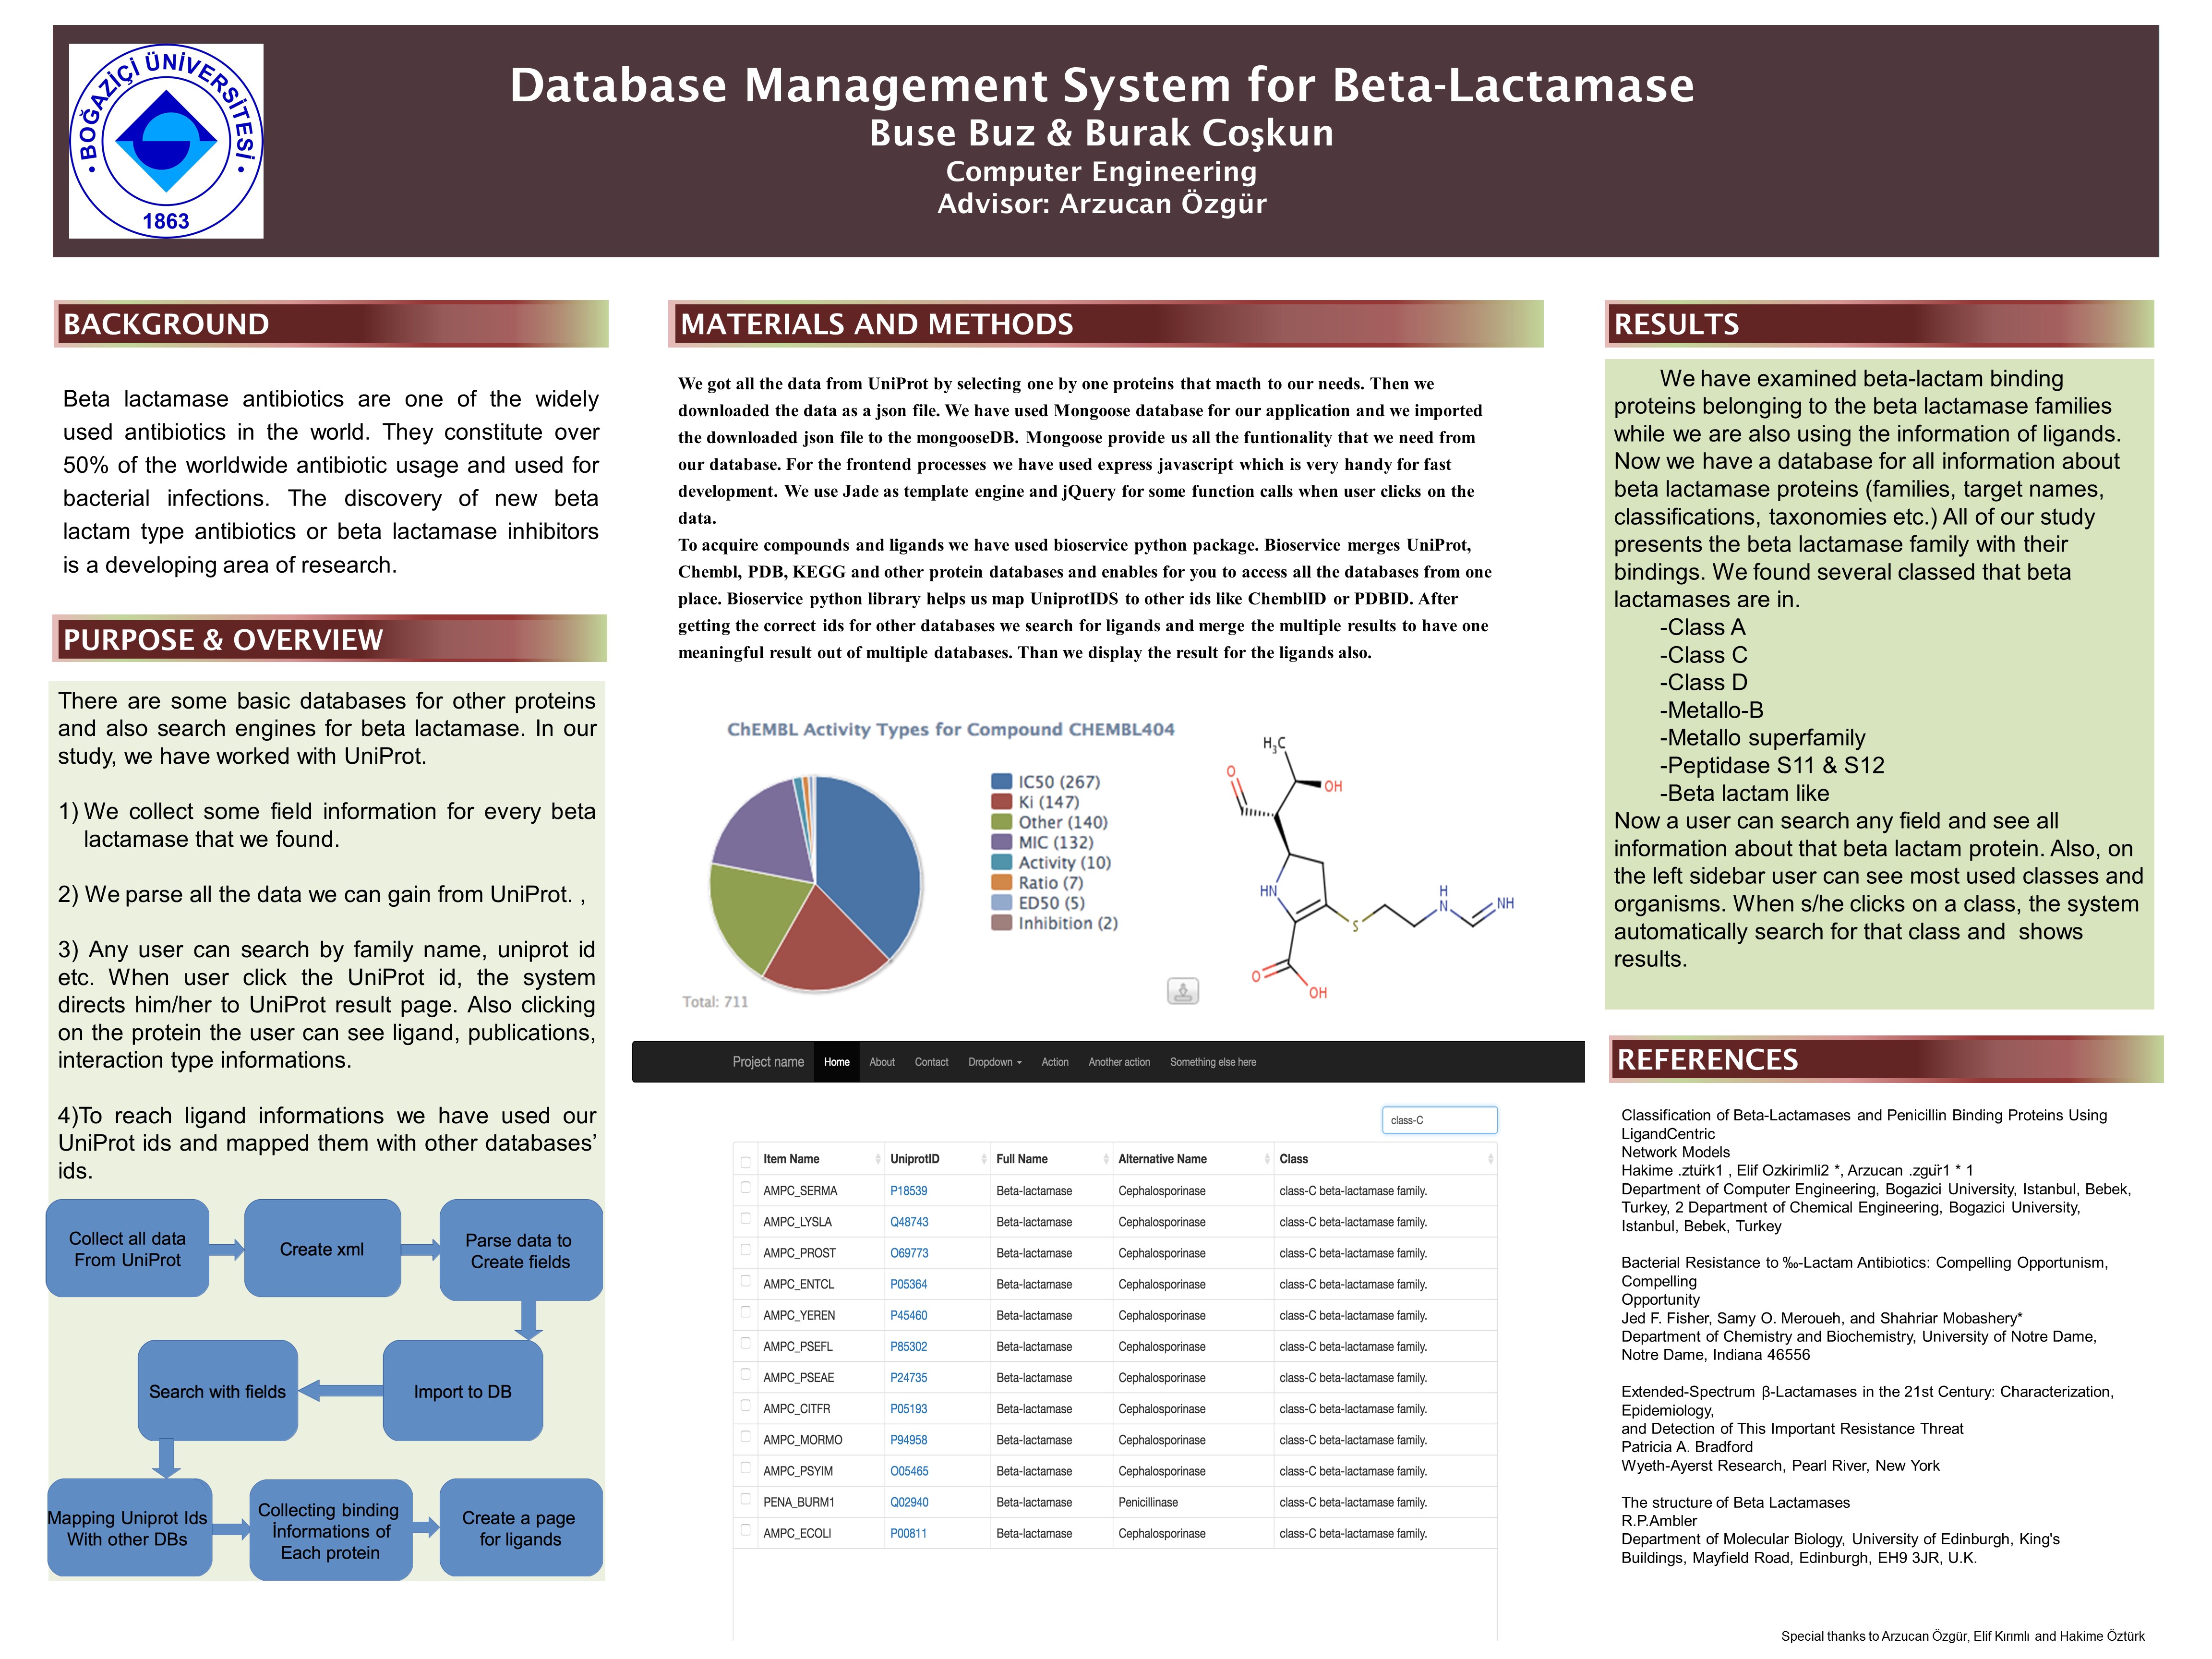 BOĞAZİÇİ ÜNİVERSİTESİ
1863
Database Management System for Beta-Lactamase
Buse Buz & Burak Coşkun
Computer Engineering
Advisor: Arzucan Özgür
BACKGROUND
Beta lactamase antibiotics are one of the widely
used antibiotics in the world. They constitute over
50% of the worldwide antibiotic usage and used for
bacterial infections. The discovery of new beta
lactam type antibiotics or beta lactamase inhibitors
is a developing area of research.
PURPOSE & OVERVIEW
There are some basic databases for other proteins
and also search engines for beta lactamase. In our
study, we have worked with UniProt.
1) We collect some field information for every beta
lactamase that we found.
2) We parse all the data we can gain from UniProt. ,
3) Any user can search by family name, uniprot id
etc. When user click the UniProt id, the system
directs him/her to UniProt result page. Also clicking
on the protein the user can see ligand, publications,
interaction type informations.
4)To reach ligand informations we have used our
UniProt ids and mapped them with other databases’
ids.
Collect all data
From UniProt
Create xml
Parse data to
Create fields
Search with fields
Import to DB
Mapping Uniprot Ids
With other DBs
Collecting binding
İnformations of
Each protein
Create a page
for ligands
MATERIALS AND METHODS
We got all the data from UniProt by selecting one by one proteins that macth to our needs. Then we
downloaded the data as a json file. We have used Mongoose database for our application and we imported
the downloaded json file to the mongooseDB. Mongoose provide us all the funtionality that we need from
our database. For the frontend processes we have used express javascript which is very handy for fast
development. We use Jade as template engine and jQuery for some function calls when user clicks on the
data.
To acquire compounds and ligands we have used bioservice python package. Bioservice merges UniProt,
Chembl, PDB, KEGG and other protein databases and enables for you to access all the databases from one
place. Bioservice python library helps us map UniprotIDS to other ids like ChemblID or PDBID. After
getting the correct ids for other databases we search for ligands and merge the multiple results to have one
meaningful result out of multiple databases. Than we display the result for the ligands also.
ChEMBL Activity Types for Compound CHEMBL404
IC50 (267)
Ki (147)
Other (140)
MIC (132)
Activity (10)
Ratio (7)
ED50 (5)
Inhibition (2)
Total: 711
H3C
O
OH
HN
S
H
N
NH
O
OH
Project name Home About Contact Dropdown Action Another action Something else here
class-C
Item Name UniprotID Full Name Alternative Name Class
AMPC_SERMA P18539 Beta-lactamase Cephalosporinase class-C beta-lactamase family.
AMPC_LYSLA Q48743 Beta-lactamase Cephalosporinase class-C beta-lactamase family.
AMPC_PROST O69773 Beta-lactamase Cephalosporinase class-C beta-lactamase family.
AMPC_ENTCL P05364 Beta-lactamase Cephalosporinase class-C beta-lactamase family.
AMPC_YEREN P45460 Beta-lactamase Cephalosporinase class-C beta-lactamase family.
AMPC_PSEFL P85302 Beta-lactamase Cephalosporinase class-C beta-lactamase family.
AMPC_PSEAE P24735 Beta-lactamase Cephalosporinase class-C beta-lactamase family.
AMPC_CITFR P05193 Beta-lactamase Cephalosporinase class-C beta-lactamase family.
AMPC_MORMO P94958 Beta-lactamase Cephalosporinase class-C beta-lactamase family.
AMPC_PSYIM O05465 Beta-lactamase Cephalosporinase class-C beta-lactamase family.
PENA_BURM1 Q02940 Beta-lactamase Penicillinase class-C beta-lactamase family.
AMPC_ECOLI P00811 Beta-lactamase Cephalosporinase class-C beta-lactamase family.
RESULTS
We have examined beta-lactam binding
proteins belonging to the beta lactamase families
while we are also using the information of ligands.
Now we have a database for all information about
beta lactamase proteins (families, target names,
classifications, taxonomies etc.) All of our study
presents the beta lactamase family with their
bindings. We found several classed that beta
lactamases are in.
-Class A
-Class C
-Class D
-Metallo-B
-Metallo superfamily
-Peptidase S11 & S12
-Beta lactam like
Now a user can search any field and see all
information about that beta lactam protein. Also, on
the left sidebar user can see most used classes and
organisms. When s/he clicks on a class, the system
automatically search for that class and shows
results.
REFERENCES
Classification of Beta-Lactamases and Penicillin Binding Proteins Using
LigandCentric
Network Models
Hakime .ztürk1 , Elif Ozkirimli2 *, Arzucan .zgür1 * 1
Department of Computer Engineering, Bogazici University, Istanbul, Bebek,
Turkey, 2 Department of Chemical Engineering, Bogazici University,
Istanbul, Bebek, Turkey
Bacterial Resistance to ‰-Lactam Antibiotics: Compelling Opportunism,
Compelling
Opportunity
Jed F. Fisher, Samy O. Meroueh, and Shahriar Mobashery*
Department of Chemistry and Biochemistry, University of Notre Dame,
Notre Dame, Indiana 46556
Extended-Spectrum β-Lactamases in the 21st Century: Characterization,
Epidemiology,
and Detection of This Important Resistance Threat
Patricia A. Bradford
Wyeth-Ayerst Research, Pearl River, New York
The structure of Beta Lactamases
R.P.Ambler
Department of Molecular Biology, University of Edinburgh, King's
Buildings, Mayfield Road, Edinburgh, EH9 3JR, U.K.
Special thanks to Arzucan Özgür, Elif Kırımlı and Hakime Öztürk